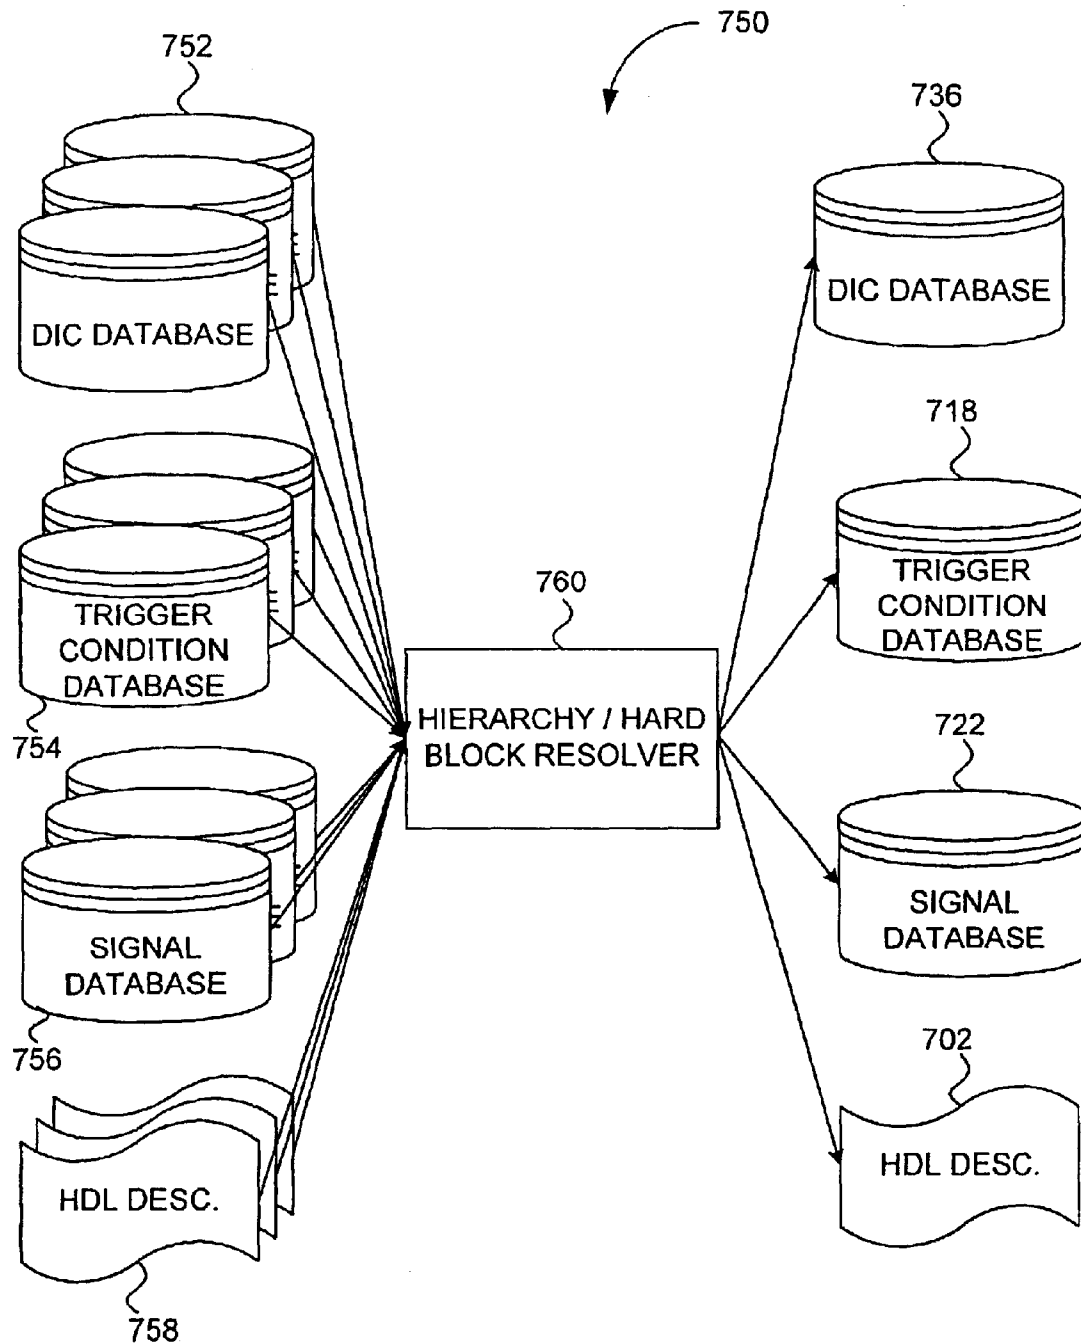 750
752
736
DIC DATABASE
DIC DATABASE
718
TRIGGER
CONDITION
DATABASE
754
760
HIERARCHY / HARD
BLOCK RESOLVER
TRIGGER
CONDITION
DATABASE
722
SIGNAL
DATABASE
756
SIGNAL
DATABASE
702
HDL DESC.
758
HDL DESC.